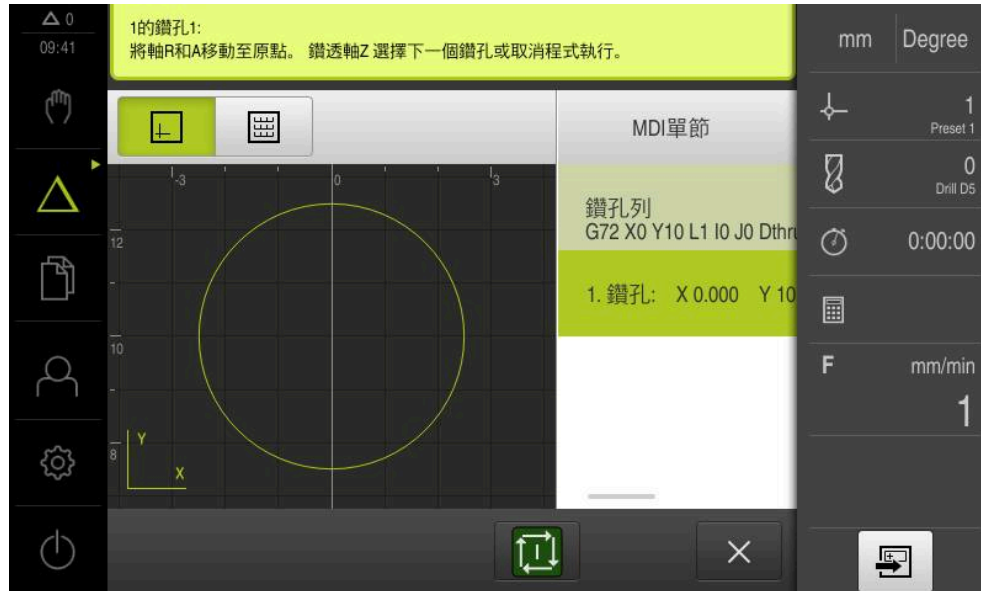 0
09:41
1的鑽孔1:
將軸R和A移動至原點。 鑽透軸Z 選擇下一個鑽孔或取消程式執行。
mm Degree
MDI單節
1
Preset 1
0
Drill D5
0:00:00
F mm/min
1
-3 0 3
12
10
8
Y
X
鑽孔列
G72 X0 Y10 L1 I0 J0 Dthru
1. 鑽孔: X 0.000 Y 10